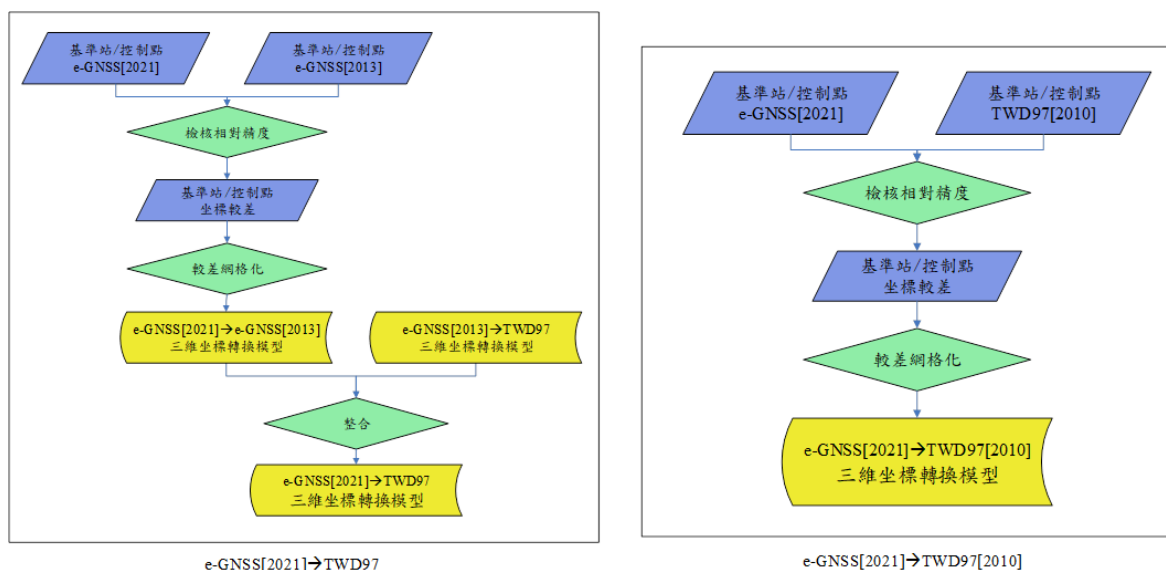 基準站/控制點
e-GNSS[2021]
基準站/控制點
e-GNSS[2013]
檢核相對精度
基準站/控制點
坐標較差
較差網格化
e-GNSS[2021]→e-GNSS[2013]
三維坐標轉換模型
e-GNSS[2013]→TWD97
三維坐標轉換模型
整合
e-GNSS[2021]→TWD97
三維坐標轉換模型
e-GNSS[2021]→TWD97
基準站/控制點
e-GNSS[2021]
基準站/控制點
TWD97[2010]
檢核相對精度
基準站/控制點
坐標較差
較差網格化
e-GNSS[2021]→TWD97[2010]
三維坐標轉換模型
e-GNSS[2021]→TWD97[2010]